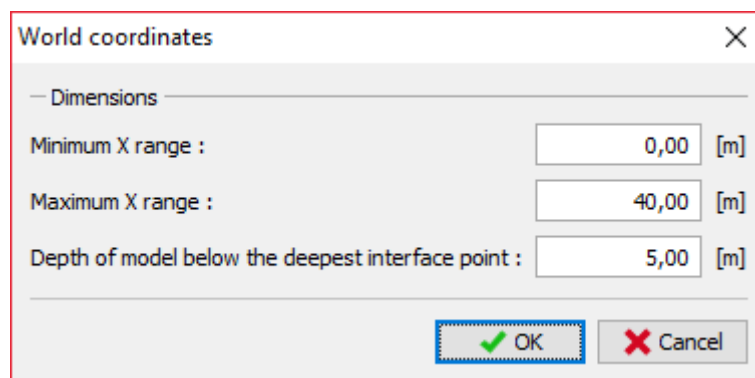 World coordinates
Dimensions
Minimum X range : 0,00 [m]
Maximum X range : 40,00 [m]
Depth of model below the deepest interface point : 5,00 [m]
OK Cancel